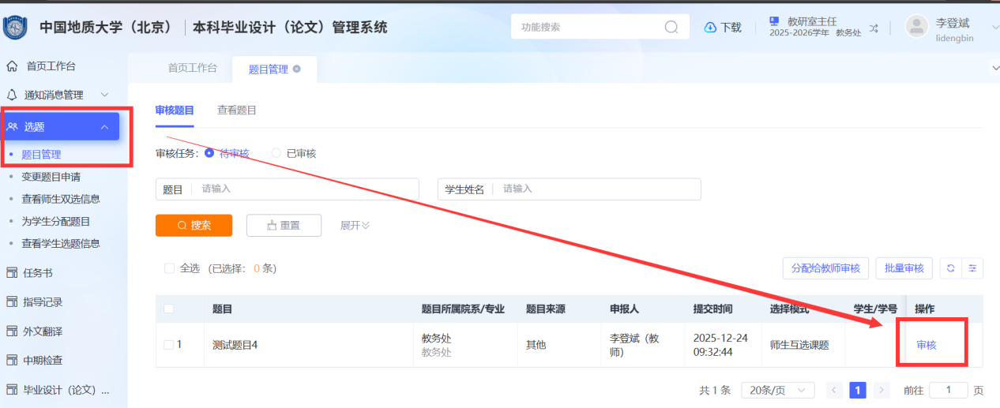 中国地质大学（北京） 本科毕业设计（论文）管理系统
功能搜索
下载
教研室主任
2025-2026学年 教务处
李登斌
lidengbin
首页工作台
通知消息管理
选题
题目管理
变更题目申请
查看师生双选信息
为学生分配题目
查看学生选题信息
任务书
指导记录
外文翻译
中期检查
毕业设计（论文）...
首页工作台 题目管理
审核题目 查看题目
审核任务： 待审核 已审核
题目 请输入 学生姓名 请输入
搜索 重置 展开
全选 (已选择： 0 条) 分配给教师审核 批量审核
题目 题目所属院系/专业 题目来源 申报人 提交时间 选择模式 学生/学号 操作
1 测试题目4 教务处 其他 李登斌（教 2025-12-24 师生互选课题 审核
教务处 师） 09:32:44
共 1 条 20条/页 1 前往 1 页